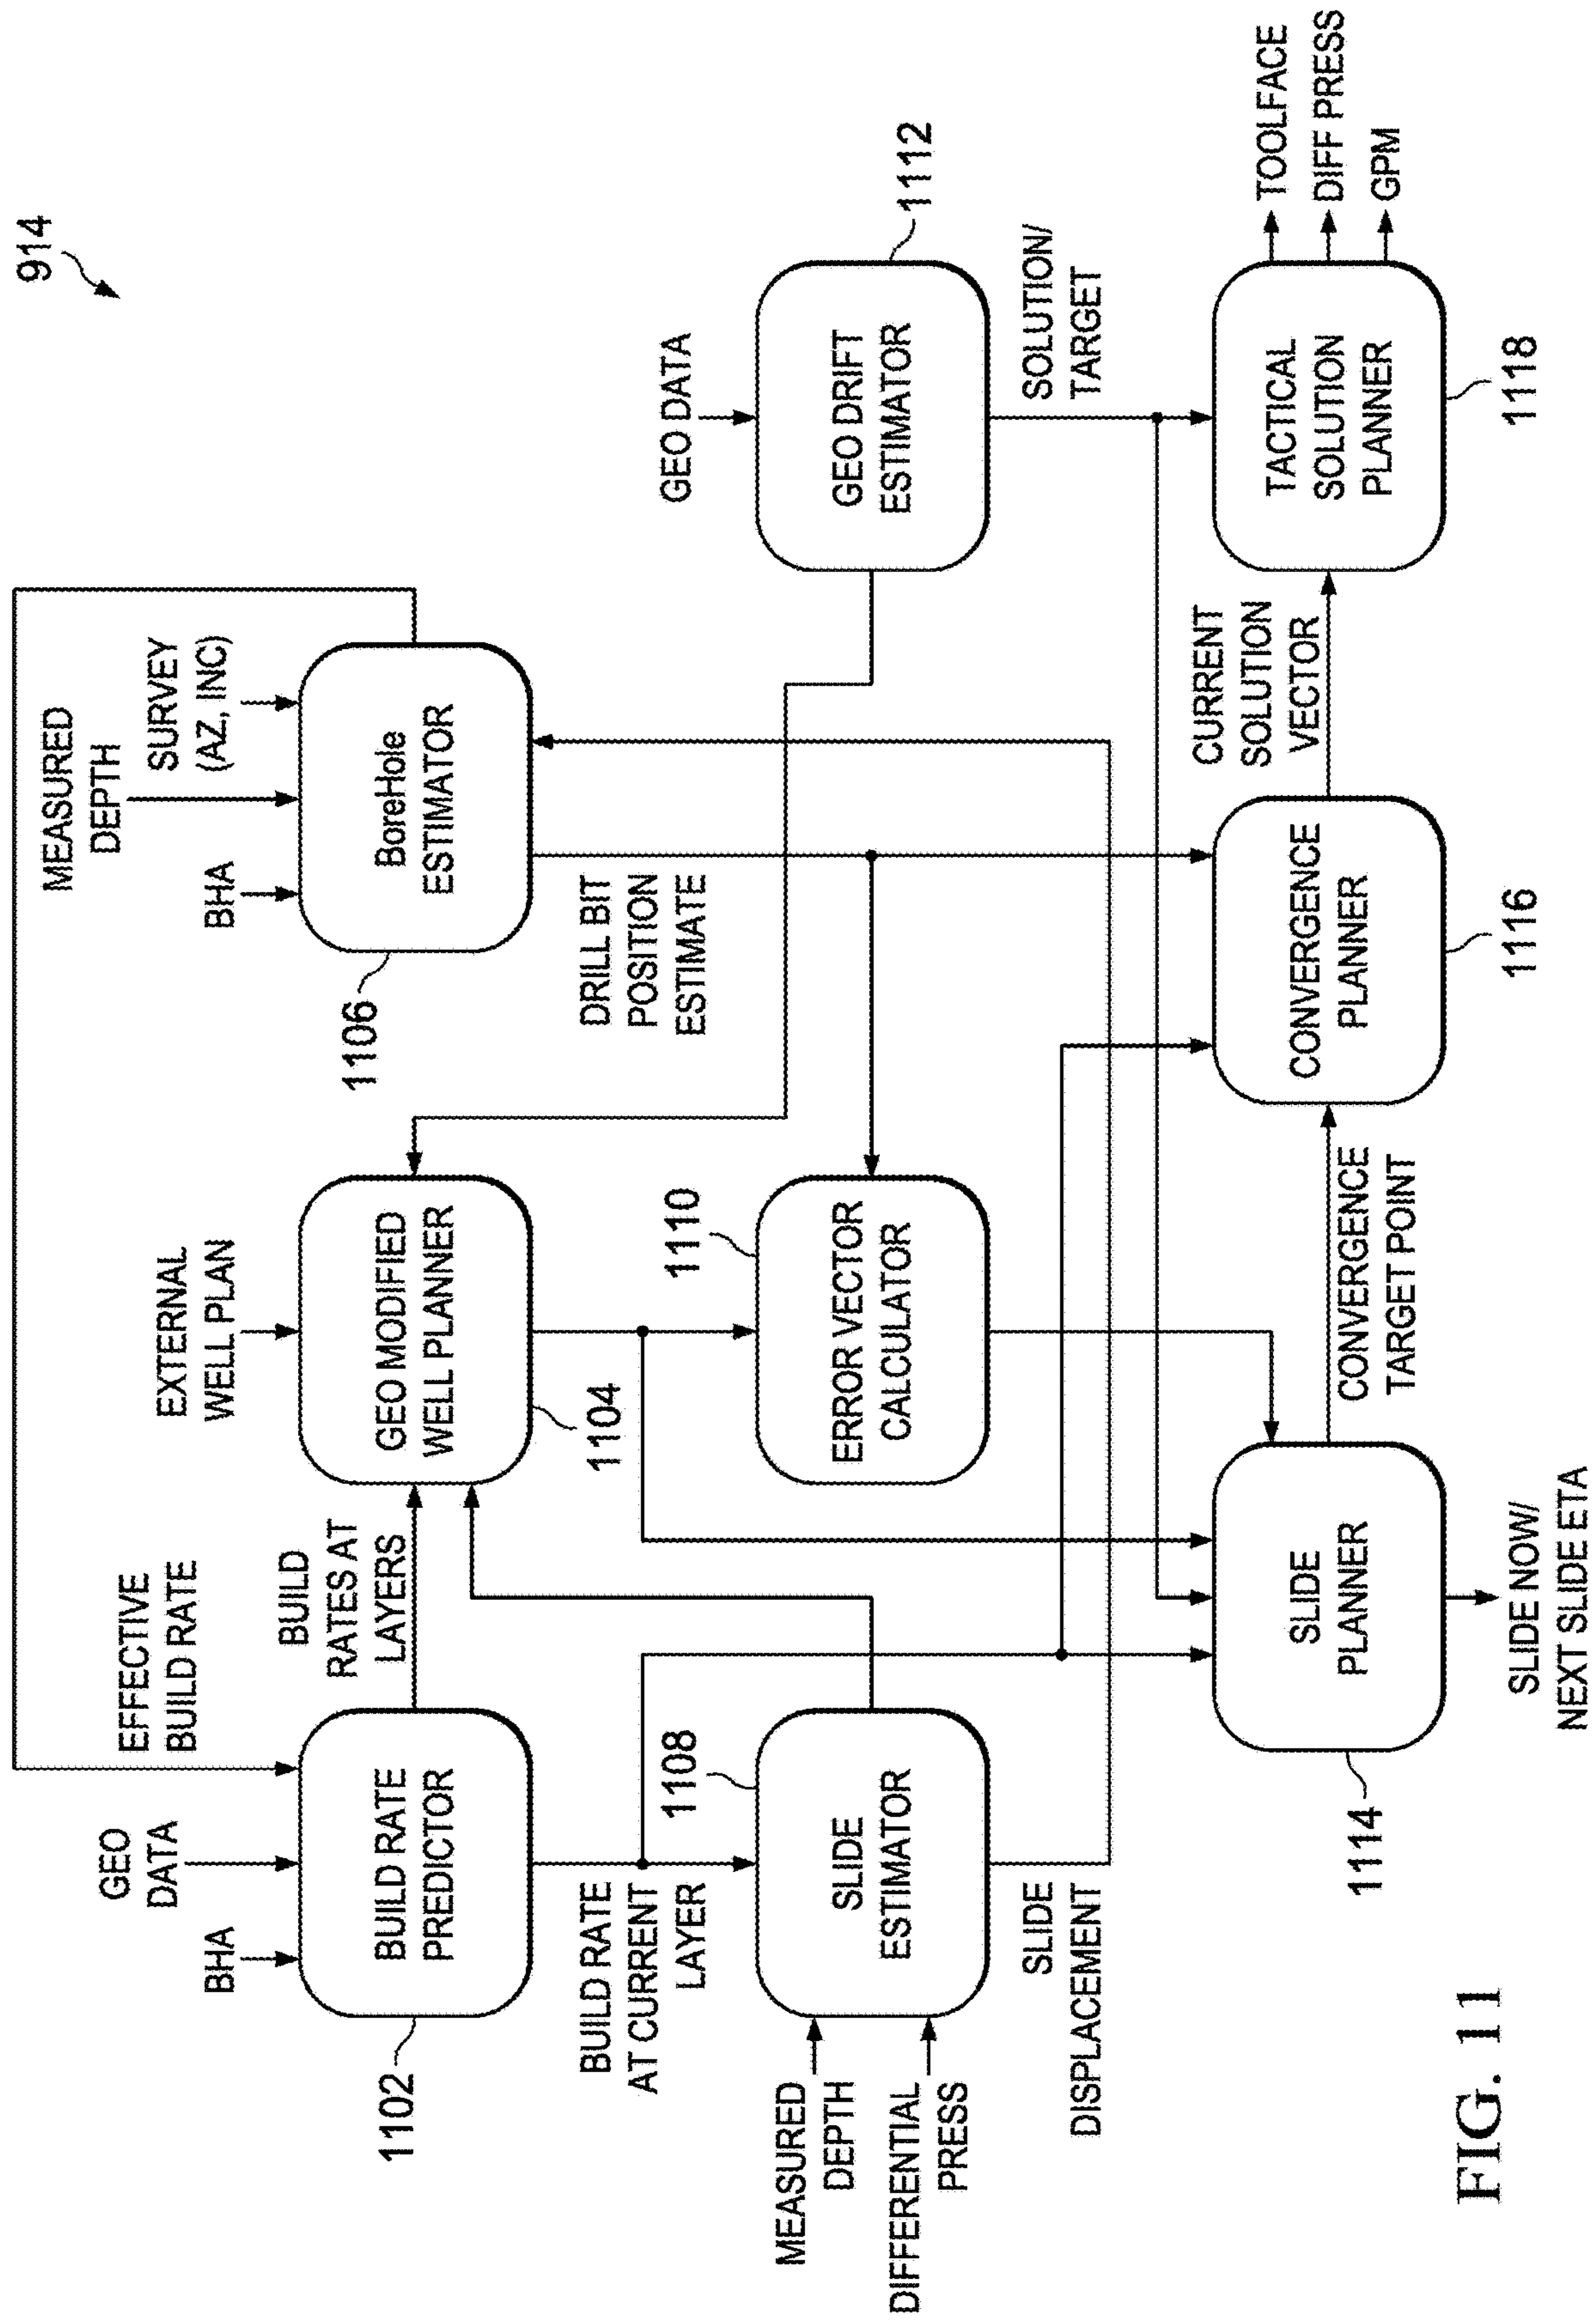 914
BHA
GEO
DATA
EFFECTIVE
BUILD RATE
EXTERNAL
WELL PLAN
BHA
MEASURED
DEPTH
SURVEY
(AZ, INC)
1102
BUILD RATE
PREDICTOR
BUILD
RATES AT
LAYERS
GEO MODIFIED
WELL PLANNER
1104
1106
BoreHole
ESTIMATOR
BUILD RATE
AT CURRENT
LAYER
DRILL BIT
POSITION
ESTIMATE
GEO DATA
MEASURED
DEPTH
DIFFERENTIAL
PRESS
1108
SLIDE
ESTIMATOR
1110
ERROR VECTOR
CALCULATOR
GEO DRIFT
ESTIMATOR
1112
SLIDE
DISPLACEMENT
SOLUTION/
TARGET
1114
SLIDE
PLANNER
CONVERGENCE
TARGET POINT
CONVERGENCE
PLANNER
1116
CURRENT
SOLUTION
VECTOR
TACTICAL
SOLUTION
PLANNER
1118
TOOLFACE
DIFF PRESS
GPM
SLIDE NOW/
NEXT SLIDE ETA
FIG. 11